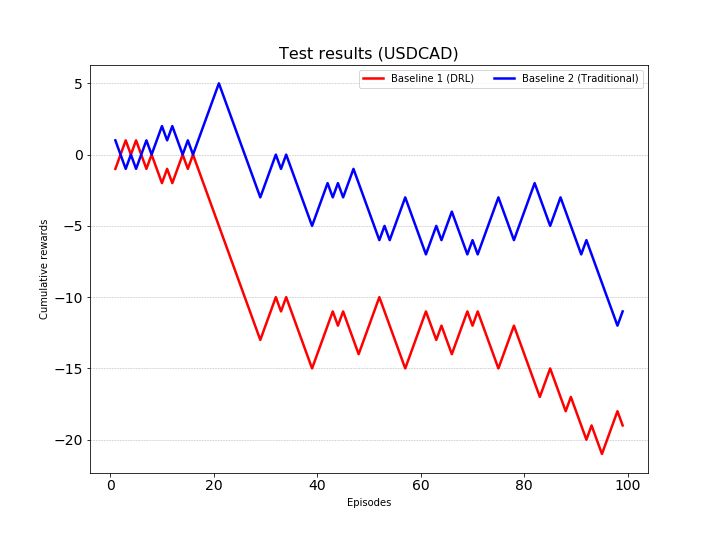 Test results (USDCAD)
Baseline 1 (DRL) Baseline 2 (Traditional)
5
0
−5
−10
−15
−20
Cumulative rewards
0 20 40 60 80 100
Episodes